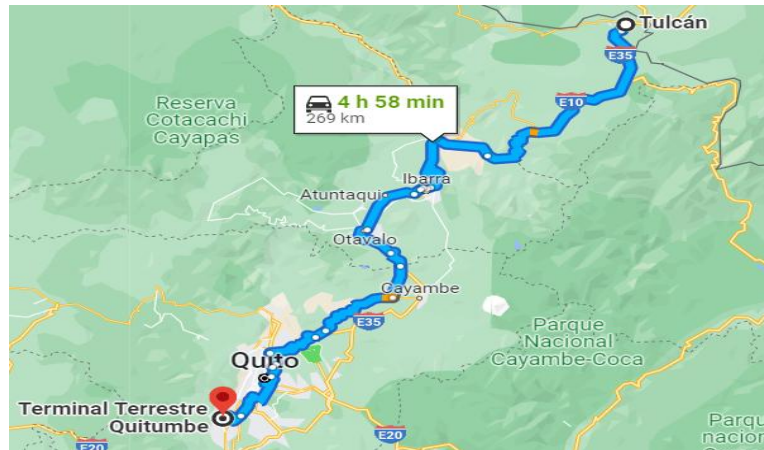 Tulcán
E35
4 h 58 min
269 km
E10
Reserva
Cotacachi
Cayapas
Ibarra
Atuntaqui
Otavalo
Cayambe
E35
Parque
Nacional
Cayambe-Coca
Quito
Terminal Terrestre
Quitumbe
E20
E20
Parqu
nacion